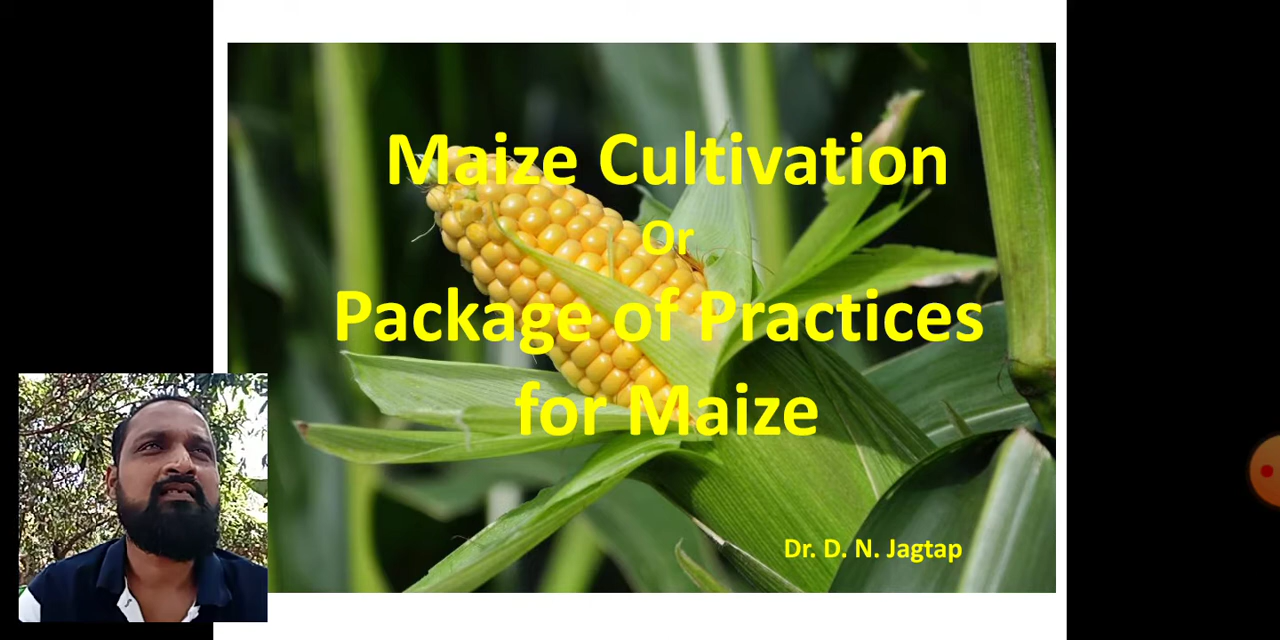 Maize Cultivation
Or
Package of Practices
for Maize
Dr. D. N. Jagtap